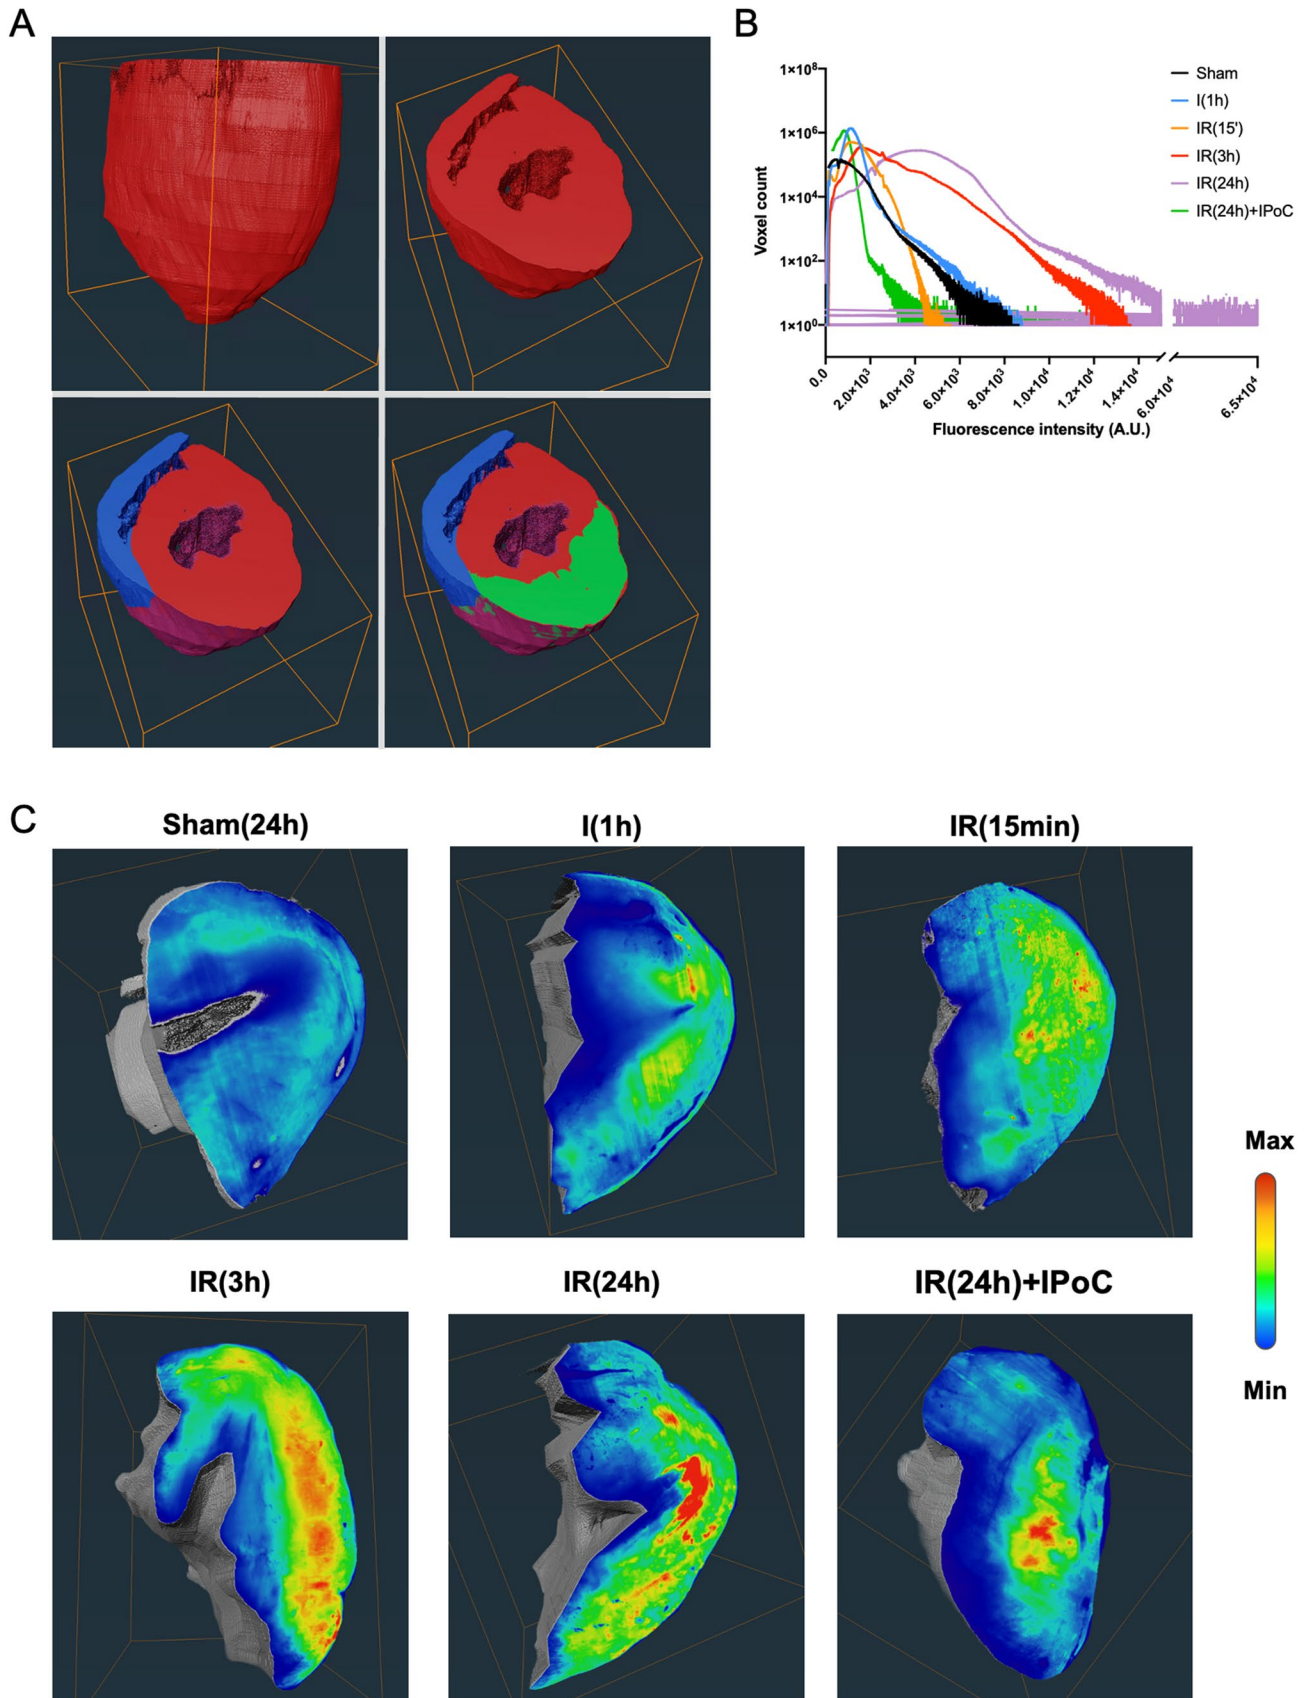 A
B
1×10⁸
1×10⁶
1×10⁴
1×10²
1×10⁰
Voxel count
0.0
2.0×10³
4.0×10³
6.0×10³
8.0×10³
1.0×10⁴
1.2×10⁴
1.4×10⁴
6.0×10⁴
6.5×10⁴
Fluorescence intensity (A.U.)
Sham
I(1h)
IR(15')
IR(3h)
IR(24h)
IR(24h)+IPoC
C
Sham(24h)
I(1h)
IR(15min)
IR(3h)
IR(24h)
IR(24h)+IPoC
Max
Min